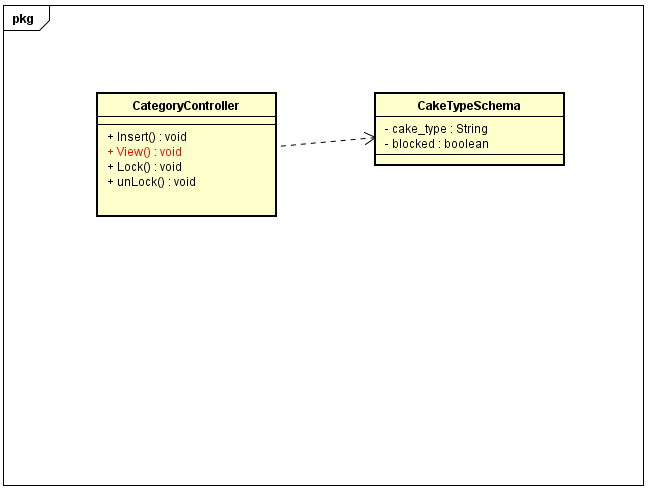 pkg
CategoryController
+ Insert() : void
+ View() : void
+ Lock() : void
+ unLock() : void
CakeTypeSchema
- cake_type : String
- blocked : boolean